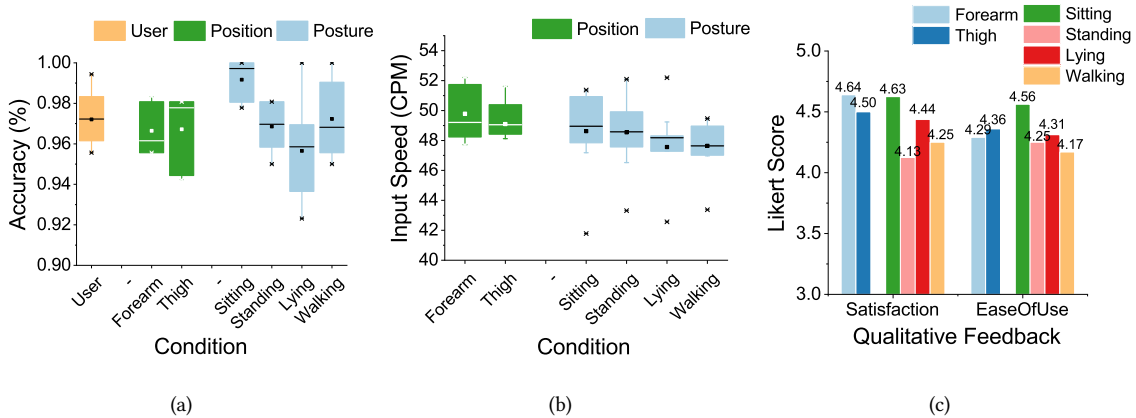 User Position Posture
Accuracy (%)
1.00
0.98
0.96
0.94
0.92
0.90
User - Forearm Thigh - Sitting Standing Lying Walking
Condition
(a)
Position Posture
Input Speed (CPM)
54
52
50
48
46
44
42
40
Forearm Thigh - Sitting Standing Lying Walking
Condition
(b)
Forearm Sitting
Thigh Standing
Lying
Walking
Likert Score
5.0
4.5
4.0
3.5
3.0
4.64 4.50 4.63 4.13 4.44 4.25
4.29 4.36 4.56 4.25 4.31 4.17
Satisfaction EaseOfUse
Qualitative Feedback
(c)